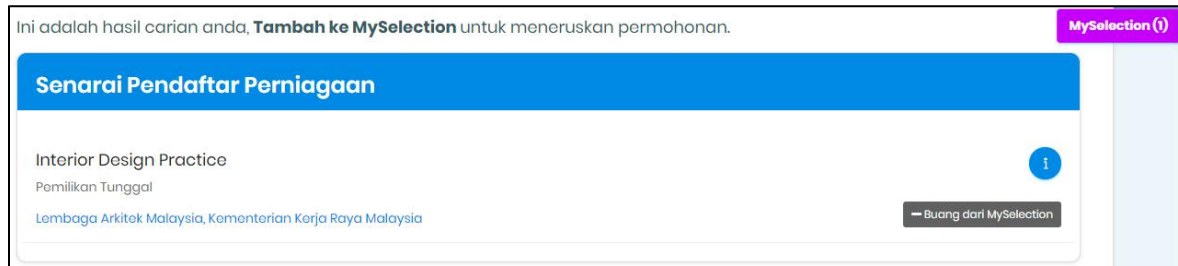 Ini adalah hasil carian anda, Tambah ke MySelection untuk meneruskan permohonan.
MySelection (1)
Senarai Pendaftar Perniagaan
Interior Design Practice
i
Pemilikan Tunggal
Lembaga Arkitek Malaysia, Kementerian Kerja Raya Malaysia
− Buang dari MySelection